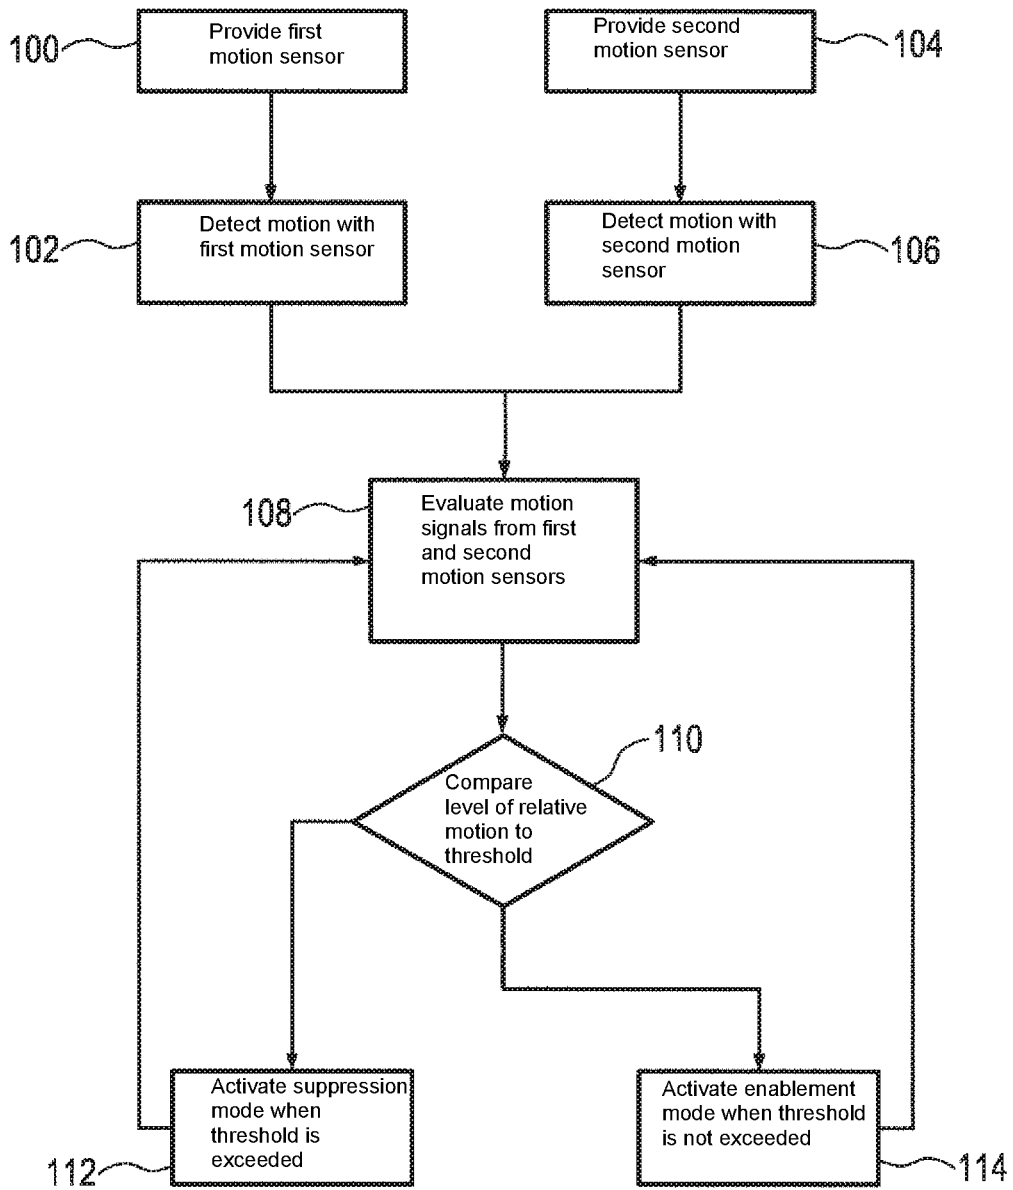 100
Provide first
motion sensor
Provide second
motion sensor
104
102
Detect motion with
first motion sensor
Detect motion with
second motion
sensor
106
108
Evaluate motion
signals from first
and second
motion sensors
110
Compare
level of relative
motion to
threshold
Activate suppression
mode when
threshold is
exceeded
112
Activate enablement
mode when threshold
is not exceeded
114